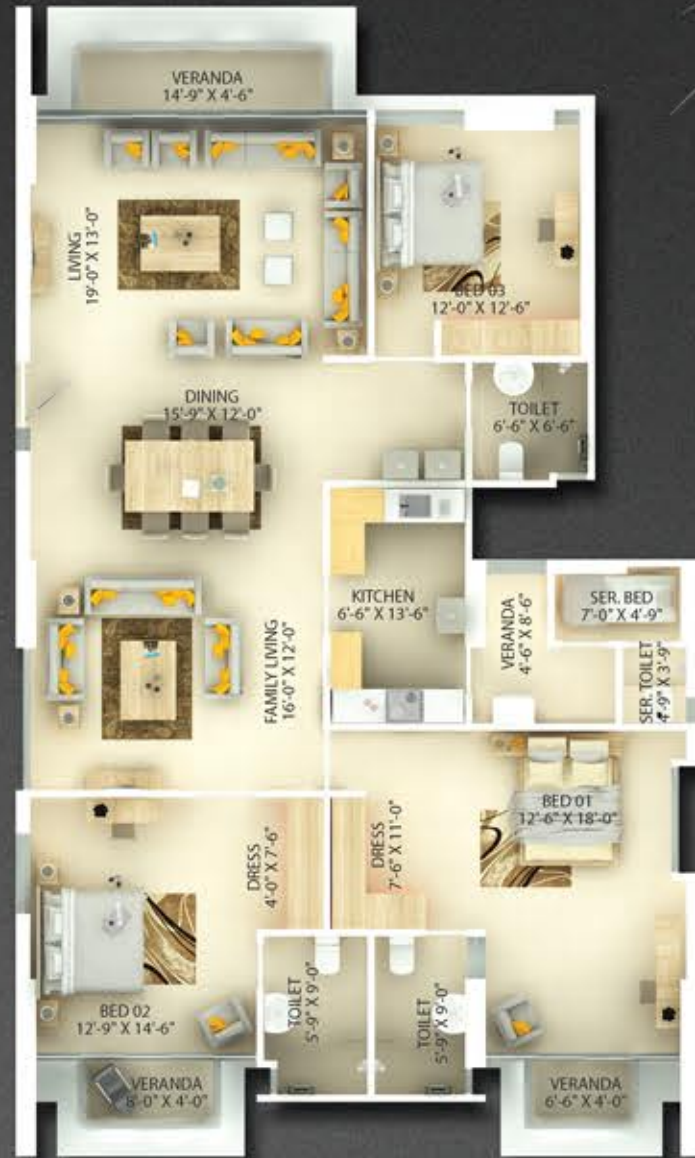 VERANDA
14'-9" X 4'-6"
LIVING
19'-0" X 13'-0"
BED 03
12'-0" X 12'-6"
DINING
15'-9" X 12'-0"
TOILET
6'-6" X 6'-6"
KITCHEN
6'-6" X 13'-6"
VERANDA
4'-6" X 8'-6"
SER. BED
7'-0" X 4'-9"
SER. TOILET
4'-9" X 3'-9"
FAMILY LIVING
16'-0" X 12'-0"
BED 01
12'-6" X 18'-0"
DRESS
4'-0" X 7'-6"
DRESS
7'-6" X 11'-0"
BED 02
12'-9" X 14'-6"
TOILET
5'-9" X 9'-0"
TOILET
5'-9" X 9'-0"
VERANDA
8'-0" X 4'-0"
VERANDA
6'-6" X 4'-0"